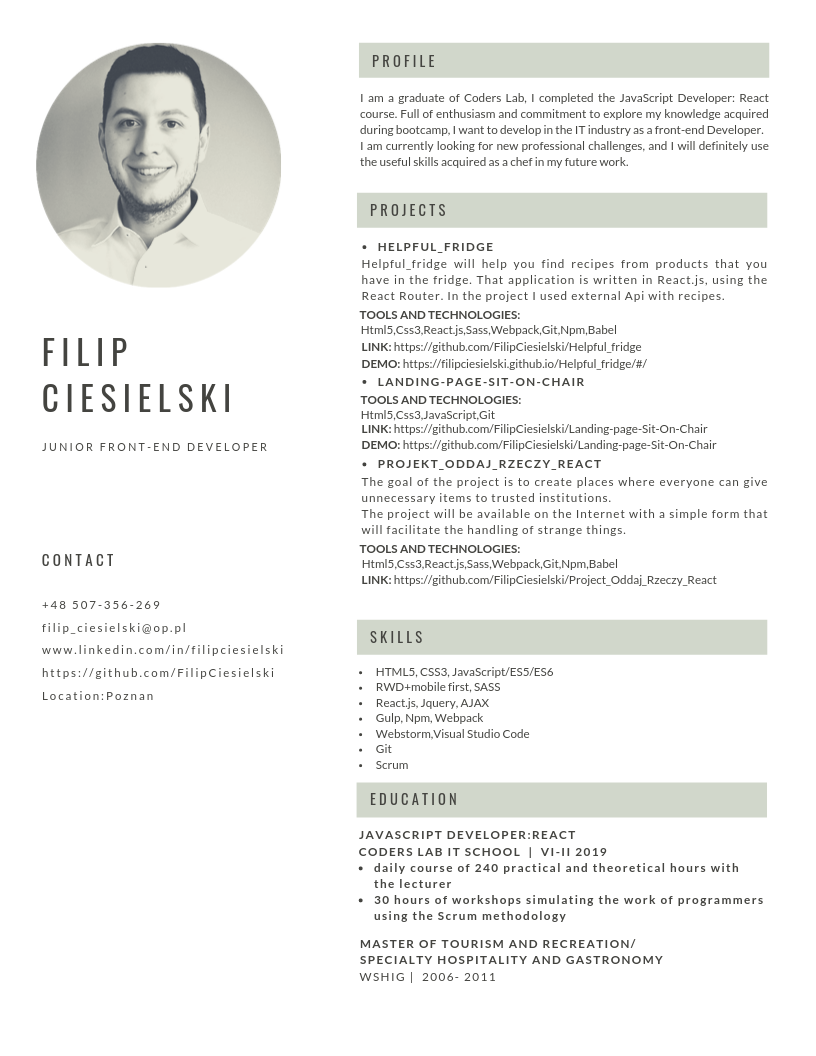 FILIP
CIESIELSKI
JUNIOR FRONT-END DEVELOPER
CONTACT
+48 507-356-269
filip_ciesielski@op.pl
www.linkedin.com/in/filipciesielski
https://github.com/FilipCiesielski
Location:Poznan
PROFILE
I am a graduate of Coders Lab, I completed the JavaScript Developer: React
course. Full of enthusiasm and commitment to explore my knowledge acquired
during bootcamp, I want to develop in the IT industry as a front-end Developer.
I am currently looking for new professional challenges, and I will definitely use
the useful skills acquired as a chef in my future work.
PROJECTS
• HELPFUL_FRIDGE
Helpful_fridge will help you find recipes from products that you
have in the fridge. That application is written in React.js, using the
React Router. In the project I used external Api with recipes.
TOOLS AND TECHNOLOGIES:
Html5,Css3,React.js,Sass,Webpack,Git,Npm,Babel
LINK: https://github.com/FilipCiesielski/Helpful_fridge
DEMO: https://filipciesielski.github.io/Helpful_fridge/#/
• LANDING-PAGE-SIT-ON-CHAIR
TOOLS AND TECHNOLOGIES:
Html5,Css3,JavaScript,Git
LINK: https://github.com/FilipCiesielski/Landing-page-Sit-On-Chair
DEMO: https://github.com/FilipCiesielski/Landing-page-Sit-On-Chair
• PROJEKT_ODDAJ_RZECZY_REACT
The goal of the project is to create places where everyone can give
unnecessary items to trusted institutions.
The project will be available on the Internet with a simple form that
will facilitate the handling of strange things.
TOOLS AND TECHNOLOGIES:
Html5,Css3,React.js,Sass,Webpack,Git,Npm,Babel
LINK: https://github.com/FilipCiesielski/Project_Oddaj_Rzeczy_React
SKILLS
• HTML5, CSS3, JavaScript/ES5/ES6
• RWD+mobile first, SASS
• React.js, Jquery, AJAX
• Gulp, Npm, Webpack
• Webstorm,Visual Studio Code
• Git
• Scrum
EDUCATION
JAVASCRIPT DEVELOPER:REACT
CODERS LAB IT SCHOOL | VI-II 2019
• daily course of 240 practical and theoretical hours with
the lecturer
• 30 hours of workshops simulating the work of programmers
using the Scrum methodology
MASTER OF TOURISM AND RECREATION/
SPECIALTY HOSPITALITY AND GASTRONOMY
WSHIG | 2006- 2011